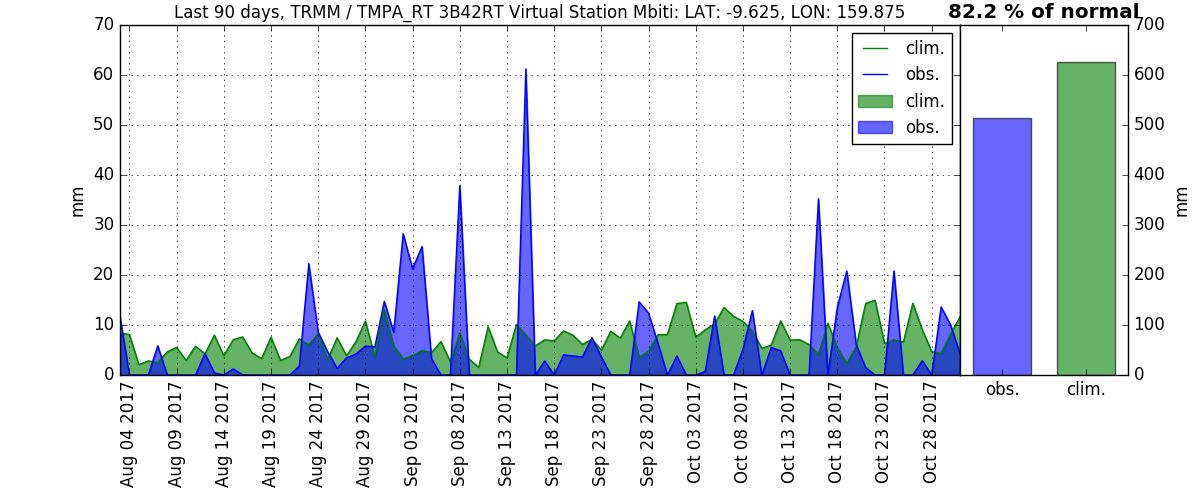 Last 90 days, TRMM / TMPA_RT 3B42RT Virtual Station Mbiti: LAT: -9.625, LON: 159.875
82.2 % of normal
70
60
50
40
30
20
10
0
mm
clim.
obs.
clim.
obs.
Aug 04 2017
Aug 09 2017
Aug 14 2017
Aug 19 2017
Aug 24 2017
Aug 29 2017
Sep 03 2017
Sep 08 2017
Sep 13 2017
Sep 18 2017
Sep 23 2017
Sep 28 2017
Oct 03 2017
Oct 08 2017
Oct 13 2017
Oct 18 2017
Oct 23 2017
Oct 28 2017
700
600
500
400
300
200
100
0
mm
obs.
clim.